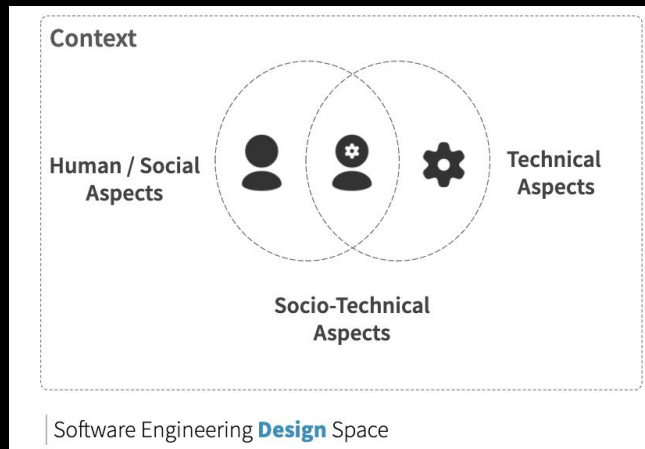 Context
Human / Social
Aspects
Technical
Aspects
Socio-Technical
Aspects
Software Engineering Design Space